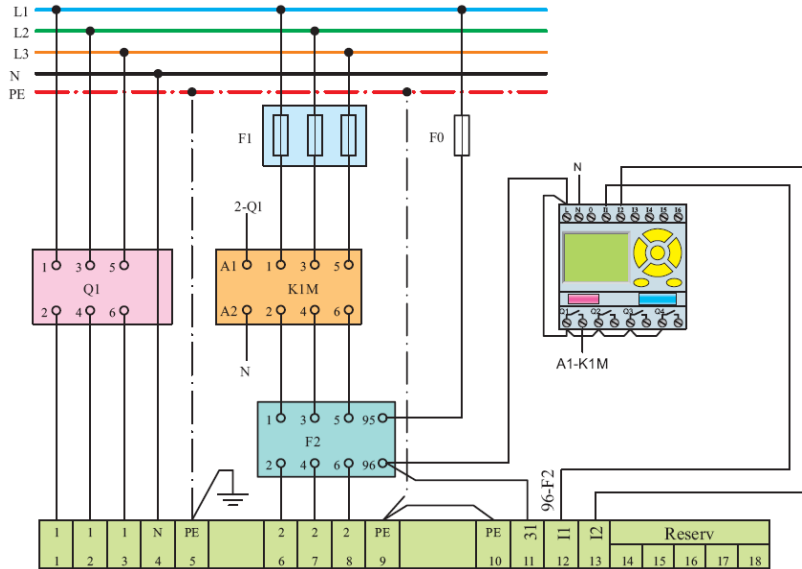 L1
L2
L3
N
PE
F1
F0
2-Q1
N
L N 0 I1 I2 I3 I4 I5 I6
1 3 5
Q1
2 4 6
A1 1 3 5
K1M
A2 2 4 6
N
Q1 Q2 Q3 Q4
A1-K1M
1 3 5 95
F2
2 4 6 96
96-F2
1 1 1 N PE 2 2 2 PE PE 31 I1 I2 Reserv
1 2 3 4 5 6 7 8 9 10 11 12 13 14 15 16 17 18